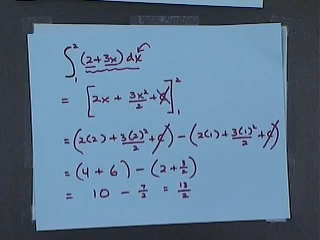 ∫₁² (2+3x) dx
= [2x + 3x²/2 + c]₁²
= (2(2) + 3(2)²/2 + c) - (2(1) + 3(1)²/2 + c)
= (4 + 6) - (2 + 3/2)
= 10 - 7/2 = 13/2